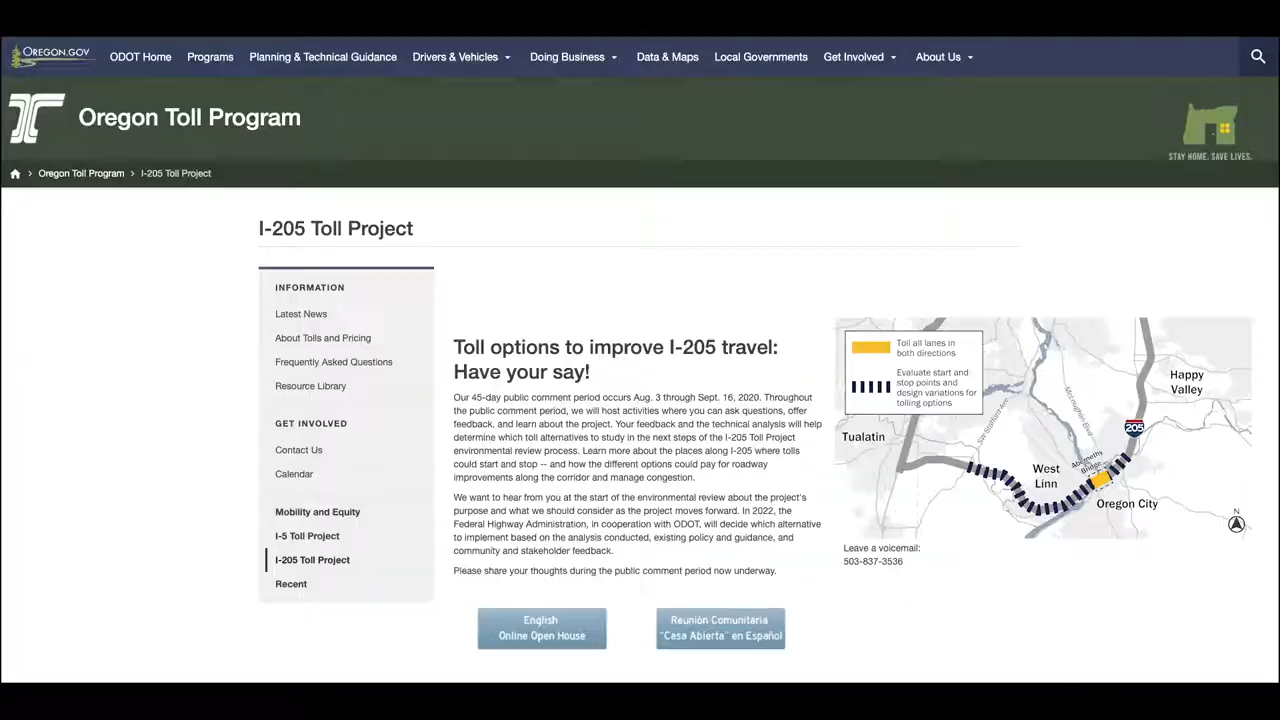 OREGON.GOV
ODOT Home Programs Planning & Technical Guidance Drivers & Vehicles Doing Business Data & Maps Local Governments Get Involved About Us
Oregon Toll Program
STAY HOME. SAVE LIVES.
Oregon Toll Program > I-205 Toll Project
I-205 Toll Project
INFORMATION
Latest News
About Tolls and Pricing
Frequently Asked Questions
Resource Library
GET INVOLVED
Contact Us
Calendar
Mobility and Equity
I-5 Toll Project
I-205 Toll Project
Recent
Toll options to improve I-205 travel:
Have your say!
Our 45-day public comment period occurs Aug. 3 through Sept. 16, 2020. Throughout
the public comment period, we will host activities where you can ask questions, offer
feedback, and learn about the project. Your feedback and the technical analysis will help
determine which toll alternatives to study in the next steps of the I-205 Toll Project
environmental review process. Learn more about the places along I-205 where tolls
could start and stop -- and how the different options could pay for roadway
improvements along the corridor and manage congestion.
We want to hear from you at the start of the environmental review about the project's
purpose and what we should consider as the project moves forward. In 2022, the
Federal Highway Administration, in cooperation with ODOT, will decide which alternative
to implement based on the analysis conducted, existing policy and guidance, and
community and stakeholder feedback.
Please share your thoughts during the public comment period now underway.
English
Online Open House
Reunión Comunitaria
"Casa Abierta" en Español
Toll all lanes in
both directions
Evaluate start and
stop points and
design variations for
tolling options
Happy
Valley
205
Tualatin
SW Stafford Ave
McLoughlin Blvd
Abernethy
Bridge
West
Linn
Oregon City
N
Leave a voicemail:
503-837-3536